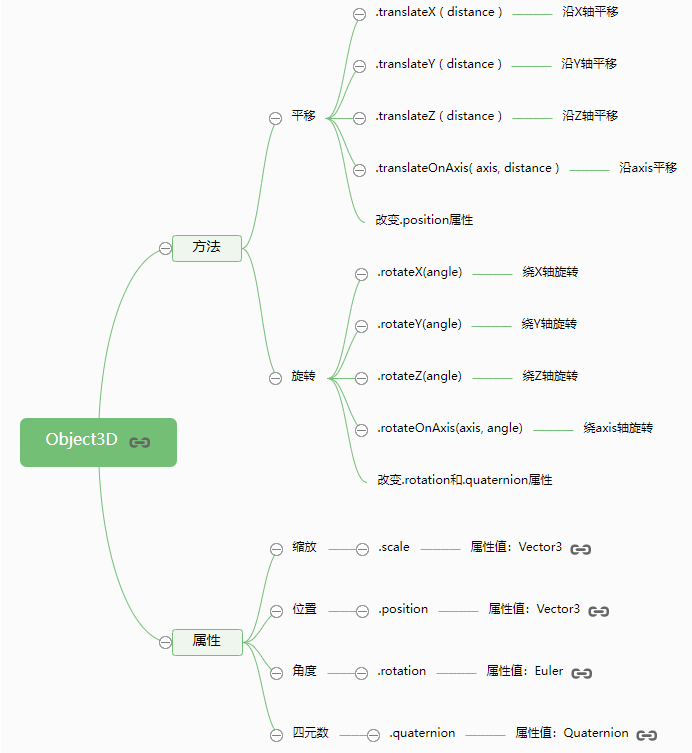 Object3D
方法
平移
.translateX ( distance )
沿X轴平移
.translateY ( distance )
沿Y轴平移
.translateZ ( distance )
沿Z轴平移
.translateOnAxis( axis, distance )
沿axis平移
改变.position属性
旋转
.rotateX(angle)
绕X轴旋转
.rotateY(angle)
绕Y轴旋转
.rotateZ(angle)
绕Z轴旋转
.rotateOnAxis(axis, angle)
绕axis轴旋转
改变.rotation和.quaternion属性
属性
缩放
.scale
属性值：Vector3
位置
.position
属性值：Vector3
角度
.rotation
属性值：Euler
四元数
.quaternion
属性值：Quaternion